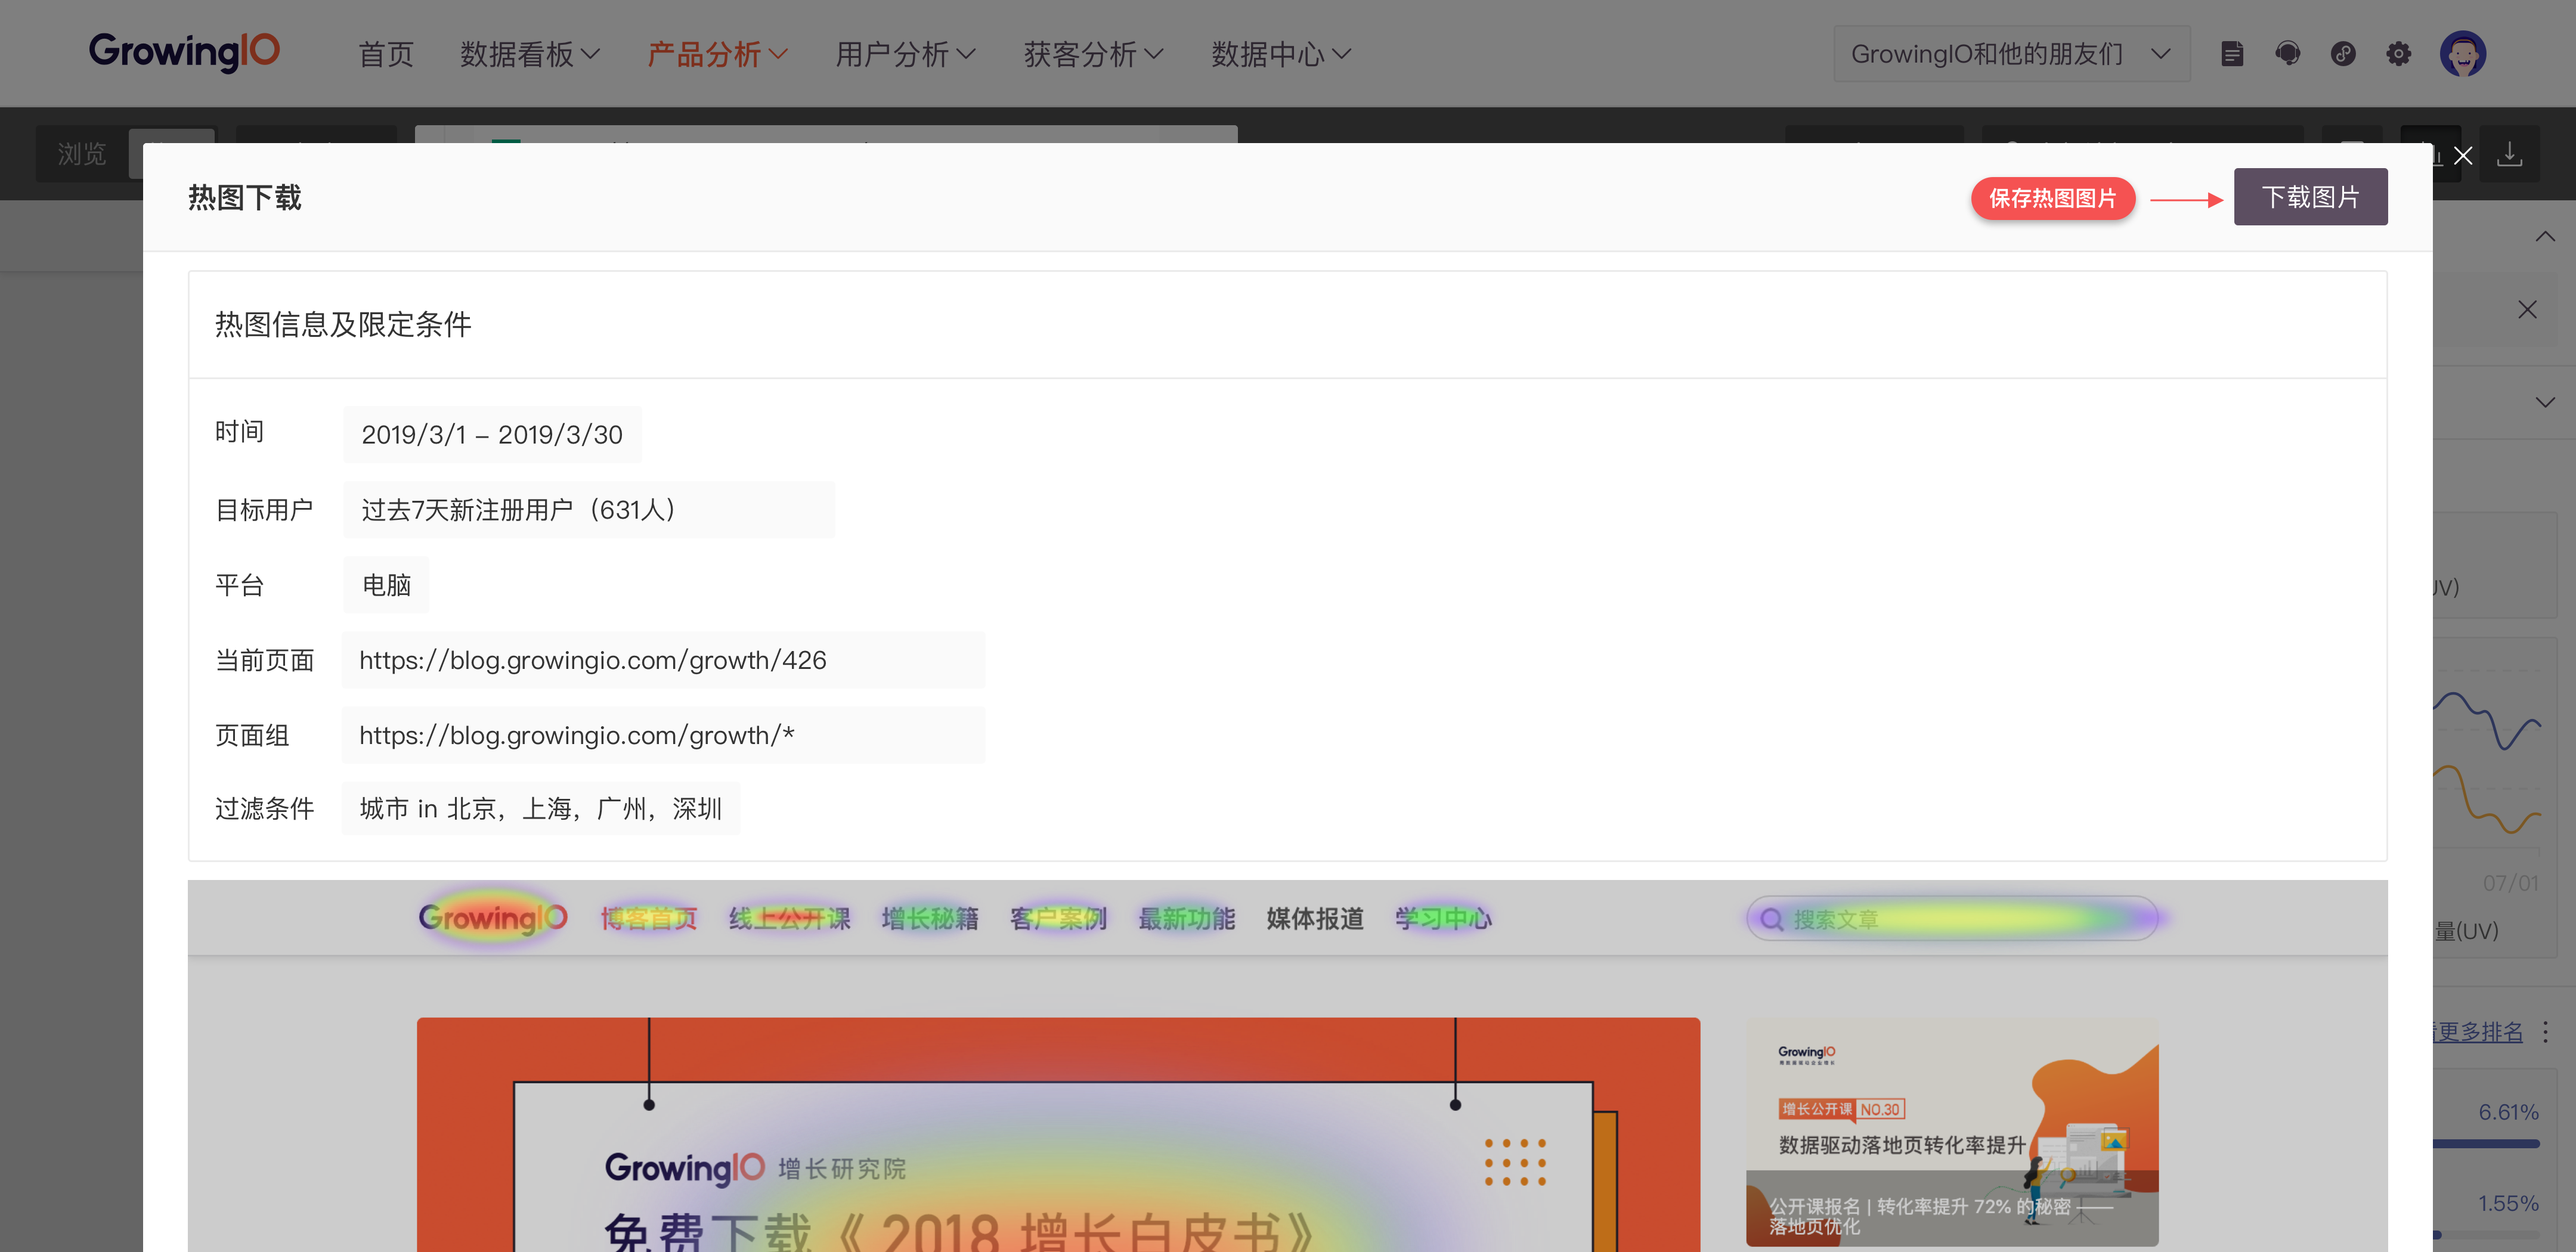 GrowingIO 首页 数据看板 产品分析 用户分析 获客分析 数据中心 GrowingIO和他的朋友们
浏览
热图下载 保存热图图片 下载图片
热图信息及限定条件
时间 2019/3/1 – 2019/3/30
目标用户 过去7天新注册用户（631人）
平台 电脑
当前页面 https://blog.growingio.com/growth/426
页面组 https://blog.growingio.com/growth/*
过滤条件 城市 in 北京，上海，广州，深圳
GrowingIO 博客首页 线上公开课 增长秘籍 客户案例 最新功能 媒体报道 学习中心 搜索文章
GrowingIO 增长研究院
免费下载《 2018 增长白皮书》
GrowingIO
增长公开课 NO.30
数据驱动落地页转化率提升
公开课报名 | 转化率提升 72% 的秘密 ——
落地页优化
UV)
07/01
量(UV)
更多排名
6.61%
1.55%